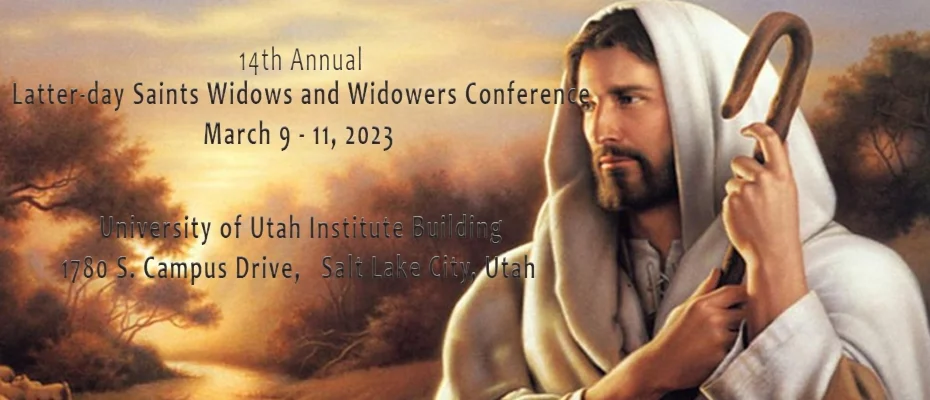 14th Annual
Latter-day Saints Widows and Widowers Conference
March 9 - 11, 2023
University of Utah Institute Building
1780 S. Campus Drive, Salt Lake City, Utah